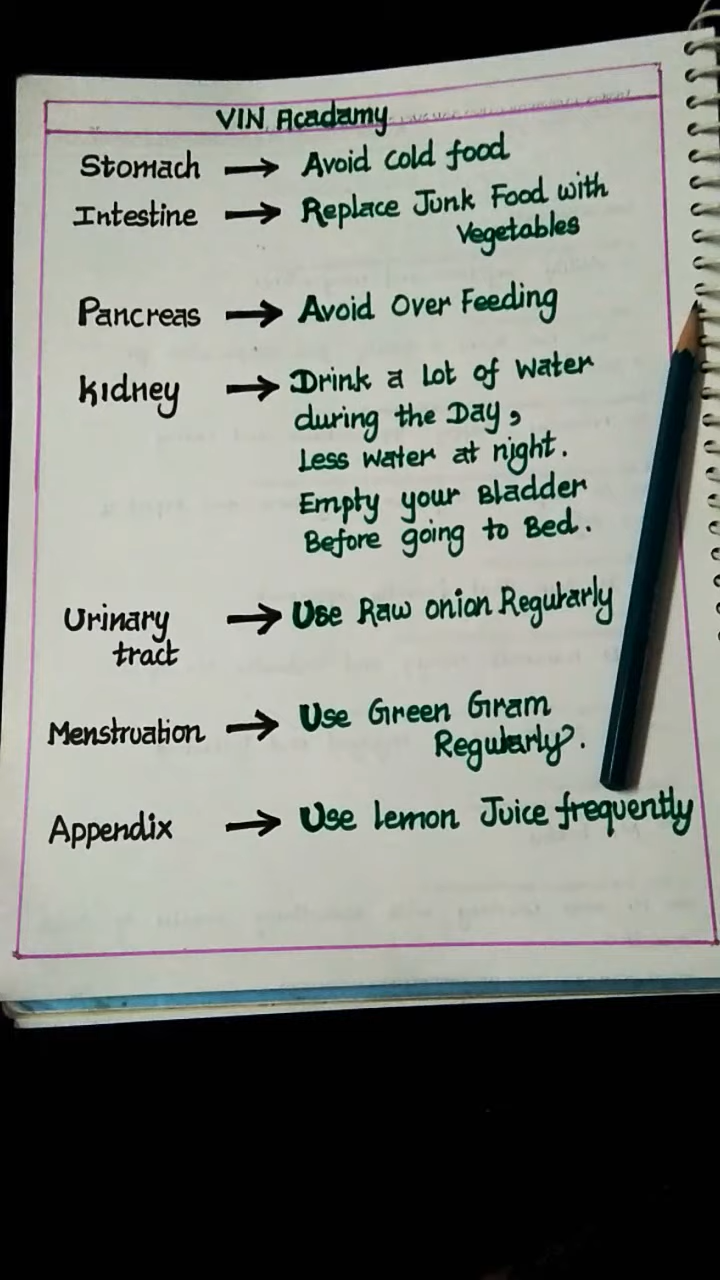 VIN Acadamy
Stomach → Avoid cold food
Intestine → Replace Junk Food with
Vegetables
Pancreas → Avoid Over Feeding
Kidney → Drink a Lot of Water
during the Day,
Less water at night.
Empty your Bladder
Before going to Bed.
Urinary → Use Raw onion Regularly
tract
Menstruation → Use Green Gram
Regularly.
Appendix → Use lemon Juice frequently